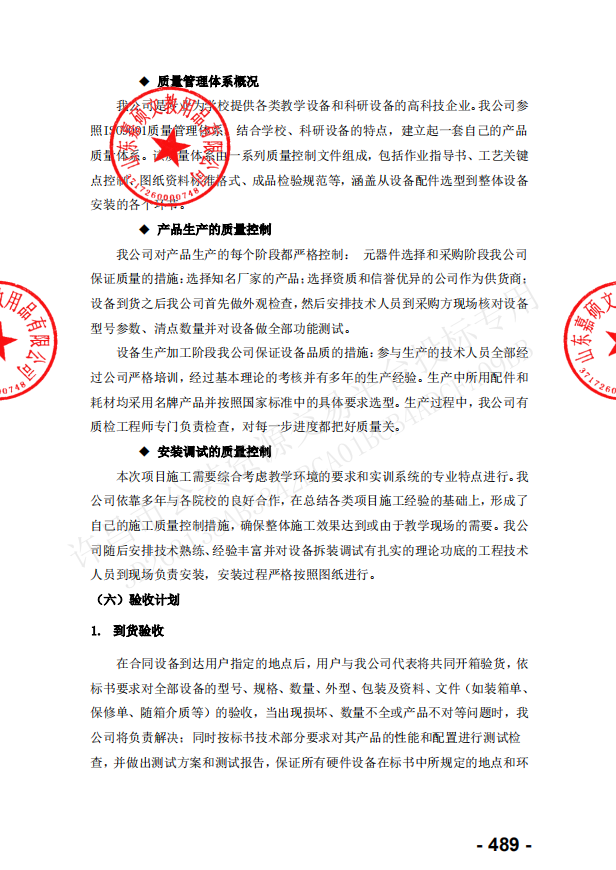 ◆ 质量管理体系概况
我公司是专业为学校提供各类教学设备和科研设备的高科技企业。我公司参
照ISO9001质量管理体系，结合学校、科研设备的特点，建立起一套自己的产品
质量体系。该质量体系由一系列质量控制文件组成，包括作业指导书、工艺关键
点控制、图纸资料标准格式、成品检验规范等，涵盖从设备配件选型到整体设备
安装的各个环节。
◆ 产品生产的质量控制
我公司对产品生产的每个阶段都严格控制： 元器件选择和采购阶段我公司
保证质量的措施：选择知名厂家的产品；选择资质和信誉优异的公司作为供货商；
设备到货之后我公司首先做外观检查，然后安排技术人员到采购方现场核对设备
型号参数、清点数量并对设备做全部功能测试。
设备生产加工阶段我公司保证设备品质的措施：参与生产的技术人员全部经
过公司严格培训，经过基本理论的考核并有多年的生产经验。生产中所用配件和
耗材均采用名牌产品并按照国家标准中的具体要求选型。生产过程中，我公司有
质检工程师专门负责检查，对每一步进度都把好质量关。
◆ 安装调试的质量控制
本次项目施工需要综合考虑教学环境的要求和实训系统的专业特点进行。我
公司依靠多年与各院校的良好合作，在总结各类项目施工经验的基础上，形成了
自己的施工质量控制措施，确保整体施工效果达到或由于教学现场的需要。我公
司随后安排技术熟练、经验丰富并对设备拆装调试有扎实的理论功底的工程技术
人员到现场负责安装，安装过程严格按照图纸进行。
（六）验收计划
1. 到货验收
在合同设备到达用户指定的地点后，用户与我公司代表将共同开箱验货，依
标书要求对全部设备的型号、规格、数量、外型、包装及资料、文件（如装箱单、
保修单、随箱介质等）的验收，当出现损坏、数量不全或产品不对等问题时，我
公司将负责解决；同时按标书技术部分要求对其产品的性能和配置进行测试检
查，并做出测试方案和测试报告，保证所有硬件设备在标书中所规定的地点和环
- 489 -
山东嘉硕文教用品有限公司
3717260000748